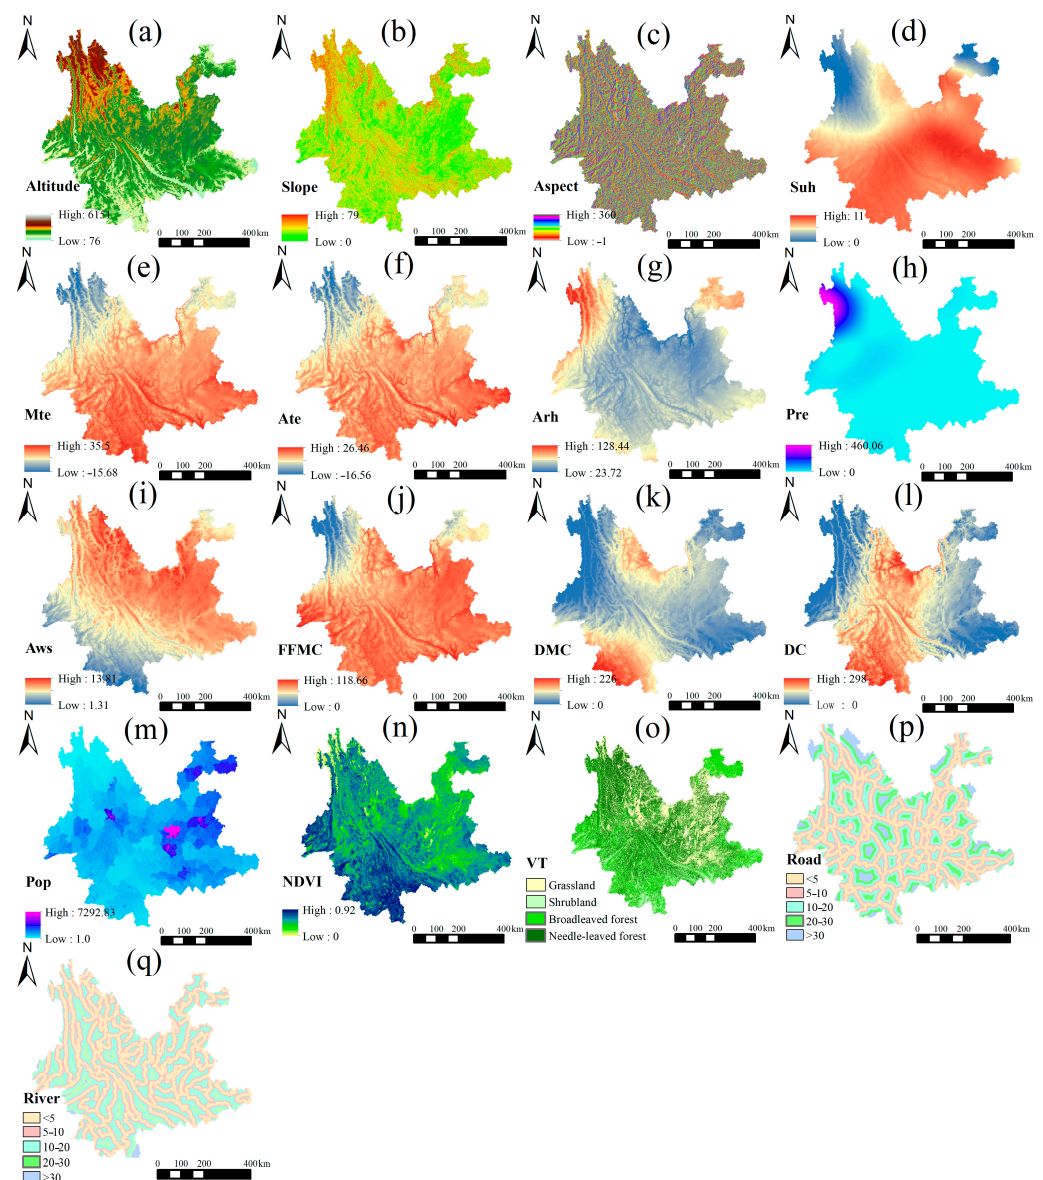 N (a)
Altitude
High: 6151
Low : 76
0 100 200 400km
N (b)
Slope
High : 79
Low : 0
0 100 200 400km
N (c)
Aspect
High : 360
Low : -1
0 100 200 400km
N (d)
Suh
High: 11
Low : 0
0 100 200 400km
N (e)
Mte
High : 35.5
Low : -15.68
0 100 200 400km
N (f)
Ate
High : 26.46
Low : -16.56
0 100 200 400km
N (g)
Arh
High : 128.44
Low : 23.72
0 100 200 400km
N (h)
Pre
High : 460.06
Low : 0
0 100 200 400km
N (i)
Aws
High : 13.81
Low : 1.31
0 100 200 400km
N (j)
FFMC
High : 118.66
Low : 0
0 100 200 400km
N (k)
DMC
High : 226
Low : 0
0 100 200 400km
N (l)
DC
High : 298
Low : 0
0 100 200 400km
N (m)
Pop
High : 7292.83
Low : 1.0
0 100 200 400km
N (n)
NDVI
High : 0.92
Low : 0
0 100 200 400km
N (o)
VT
Grassland
Shrubland
Broadleaved forest
Needle-leaved forest
0 100 200 400km
N (p)
Road
<5
5-10
10-20
20-30
>30
0 100 200 400km
N (q)
River
<5
5-10
10-20
20-30
>30
0 100 200 400km